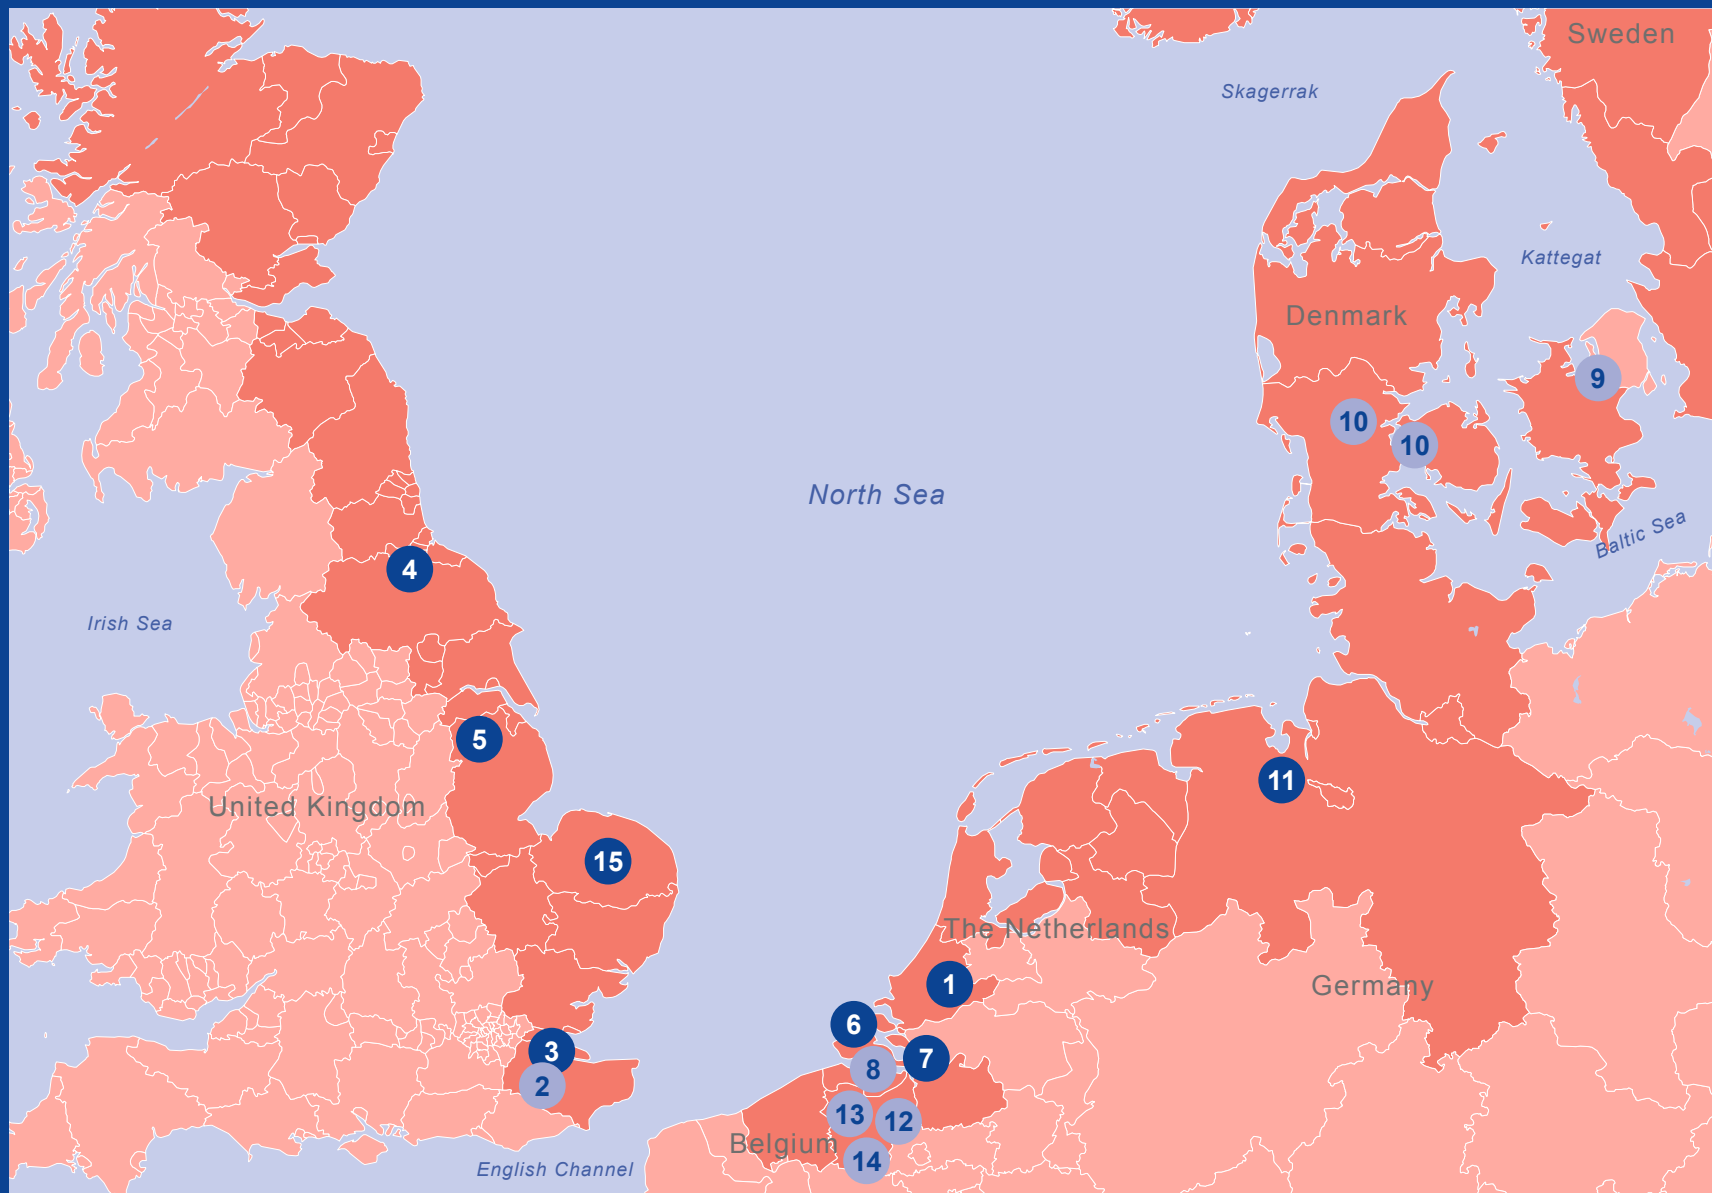 Sweden
Skagerrak
Kattegat
Denmark
9
10
10
North Sea
Baltic Sea
4
Irish Sea
5
11
United Kingdom
15
The Netherlands
1
Germany
6
3
7
8
2
13
12
Belgium
14
English Channel